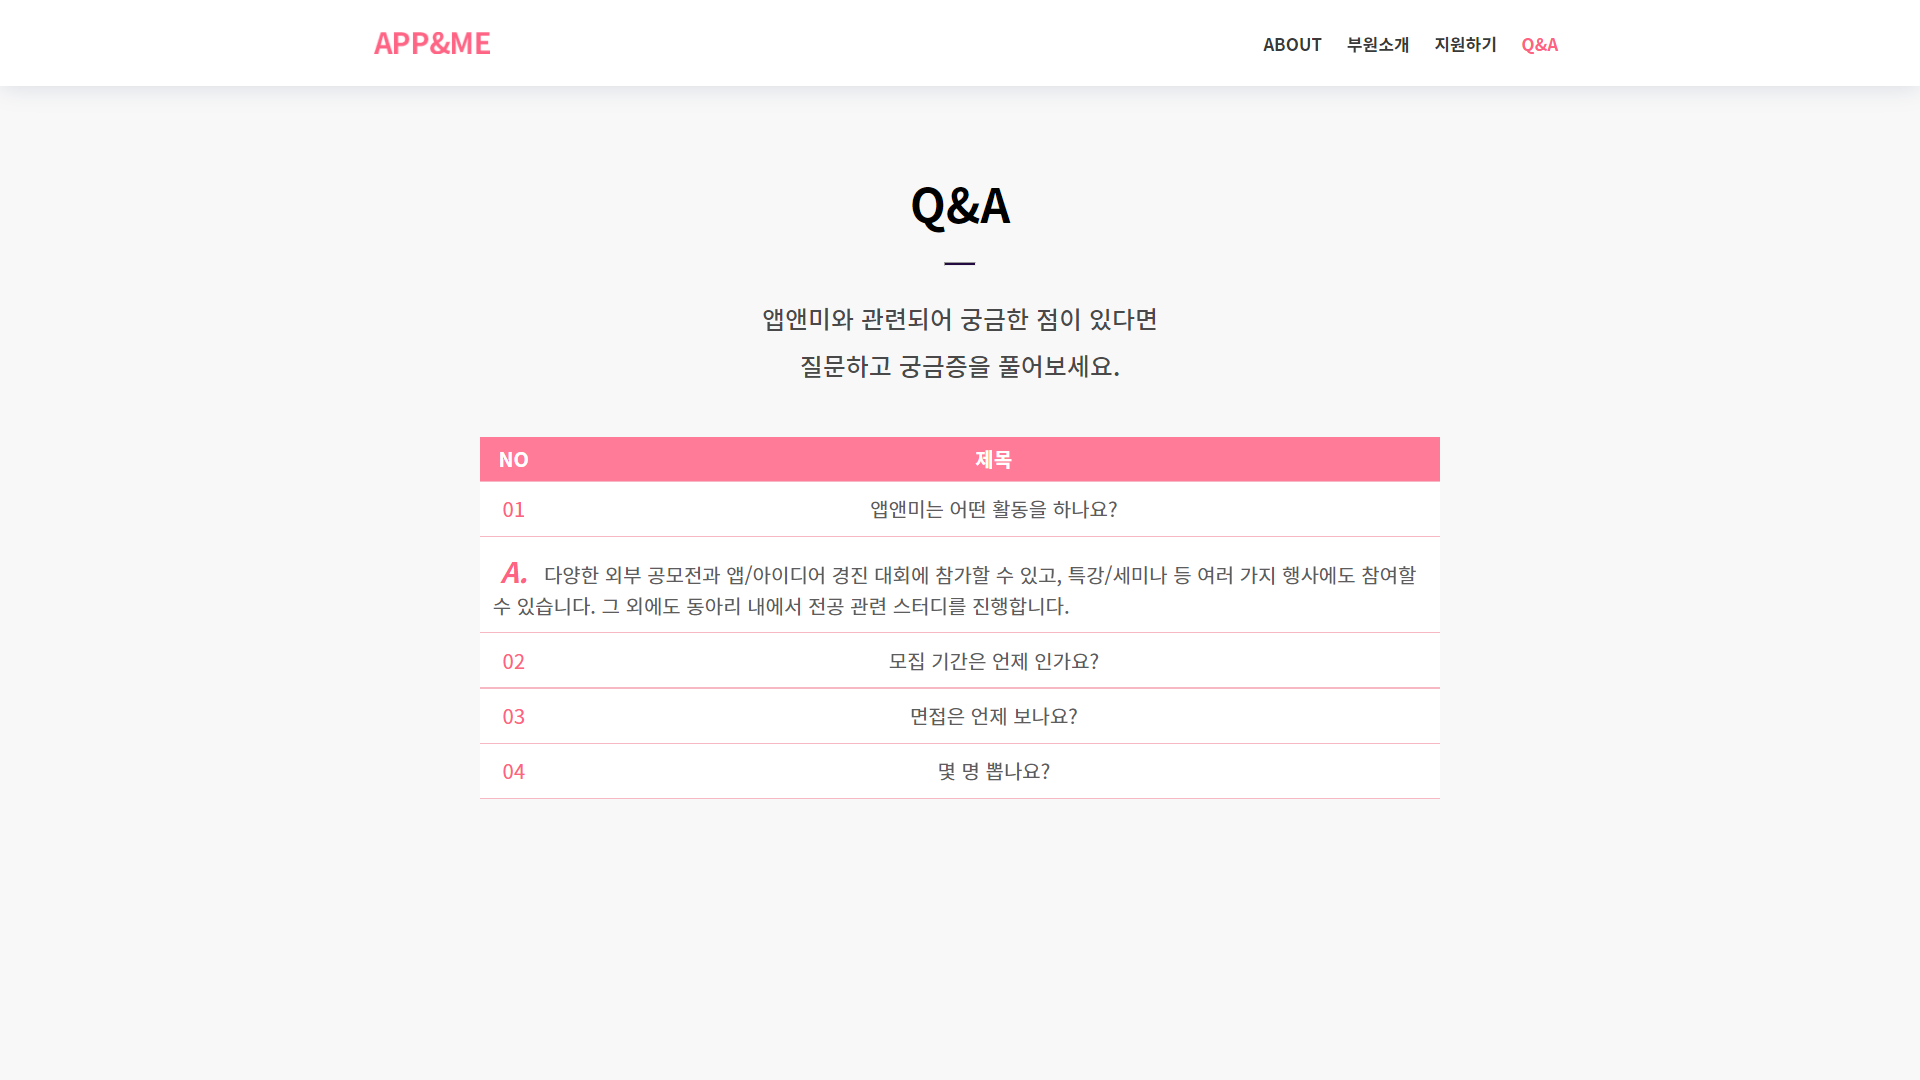 APP&ME
ABOUT 부원소개 지원하기 Q&A
Q&A
앱앤미와 관련되어 궁금한 점이 있다면
질문하고 궁금증을 풀어보세요.
NO 제목
01 앱앤미는 어떤 활동을 하나요?
A. 다양한 외부 공모전과 앱/아이디어 경진 대회에 참가할 수 있고, 특강/세미나 등 여러 가지 행사에도 참여할
수 있습니다. 그 외에도 동아리 내에서 전공 관련 스터디를 진행합니다.
02 모집 기간은 언제 인가요?
03 면접은 언제 보나요?
04 몇 명 뽑나요?